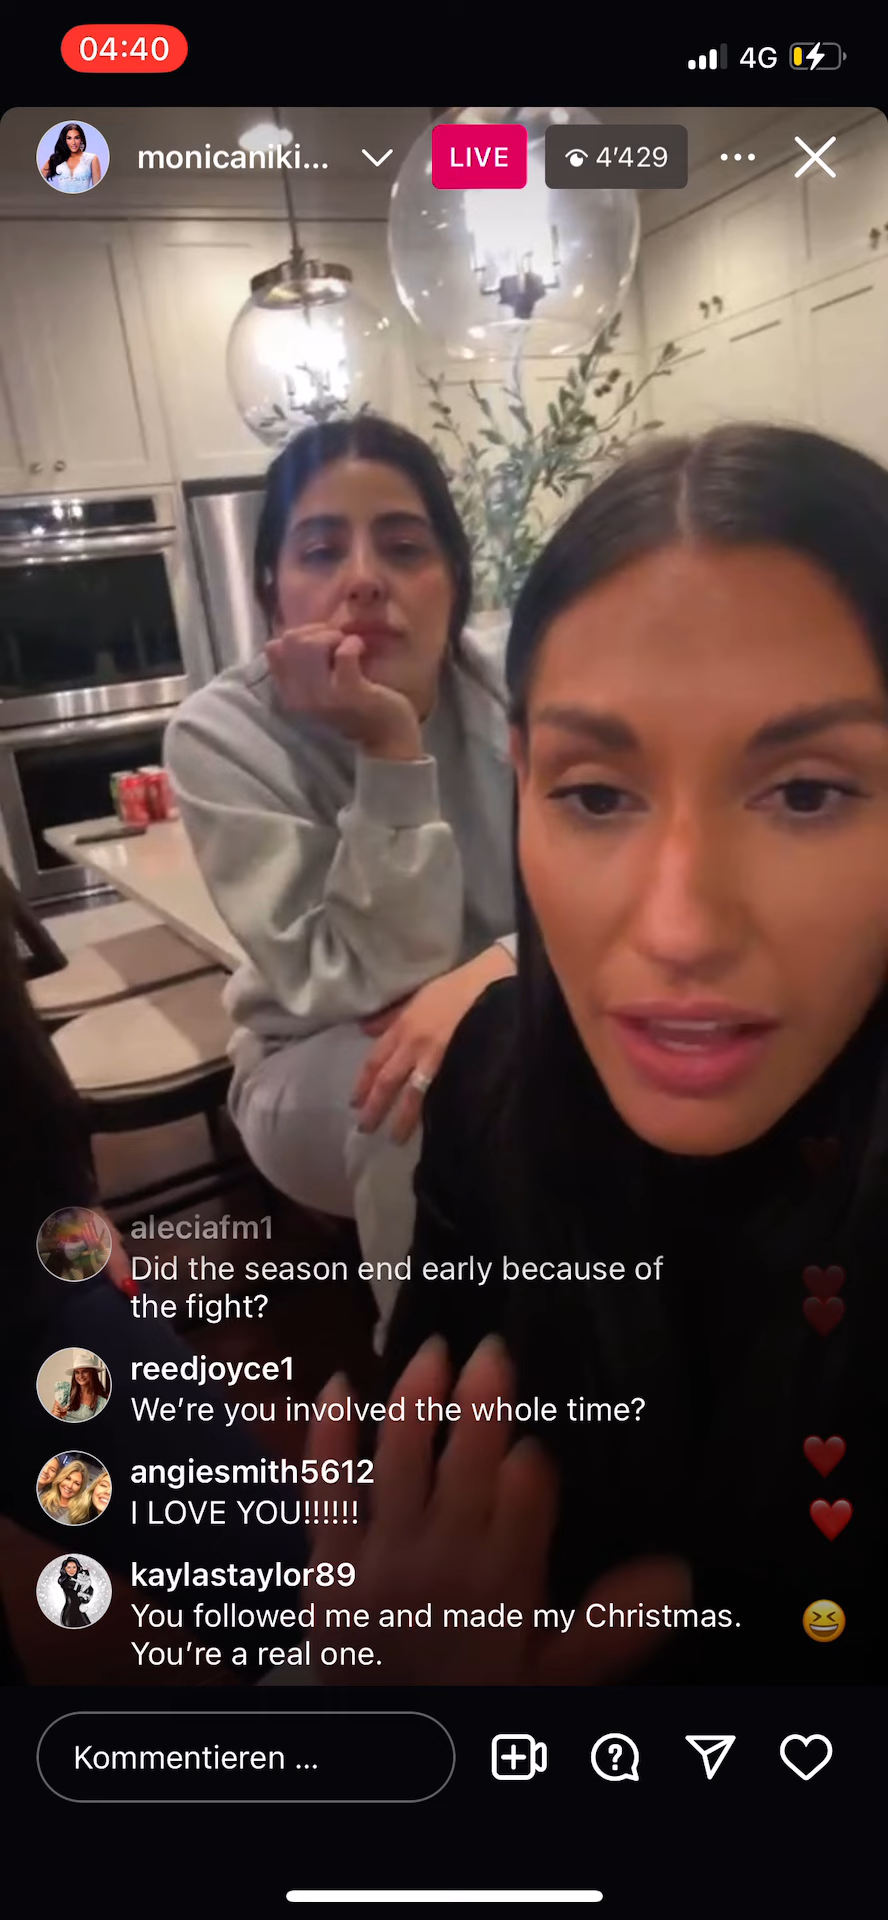 04:40
4G
monicaniki...
LIVE
4’429
aleciafm1
Did the season end early because of
the fight?
reedjoyce1
We’re you involved the whole time?
angiesmith5612
I LOVE YOU!!!!!!
kaylastaylor89
You followed me and made my Christmas.
You’re a real one.
Kommentieren ...